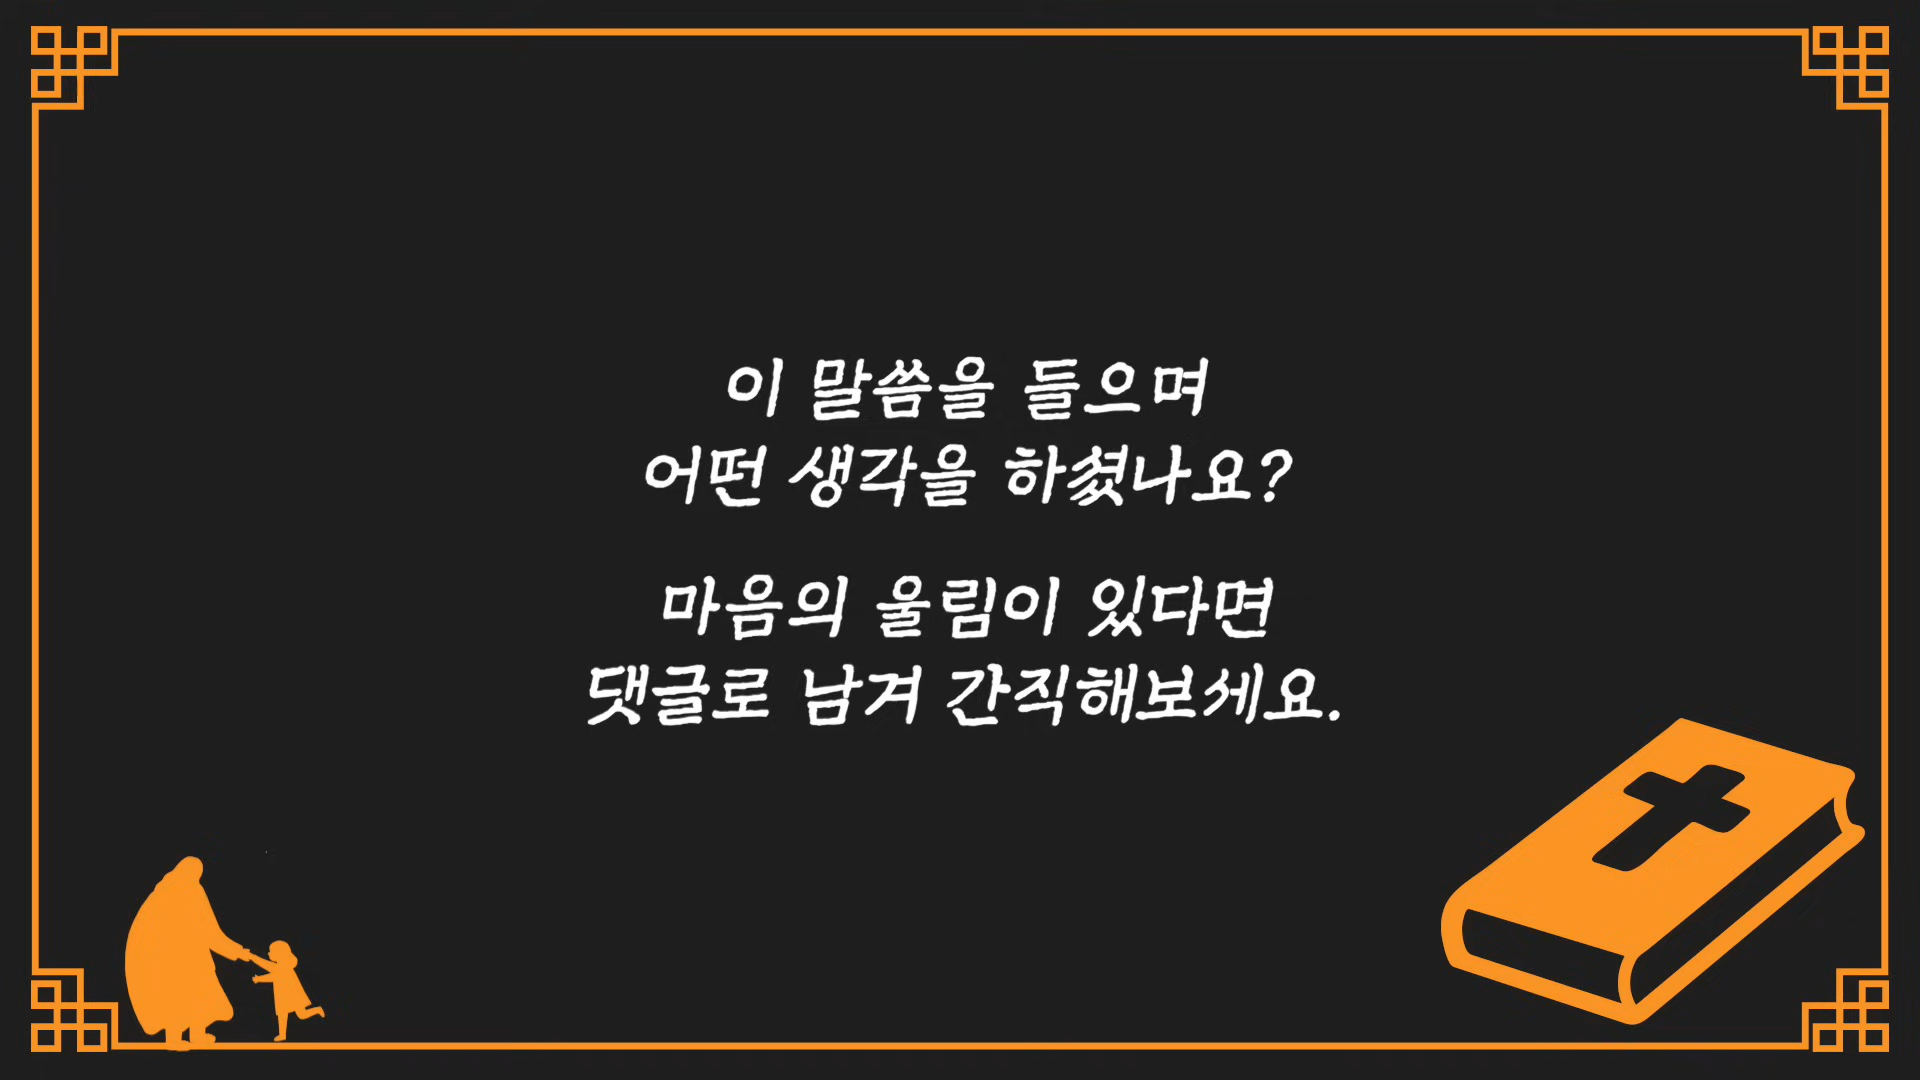 이 말씀을 들으며
어떤 생각을 하셨나요?
마음의 울림이 있다면
댓글로 남겨 간직해보세요.